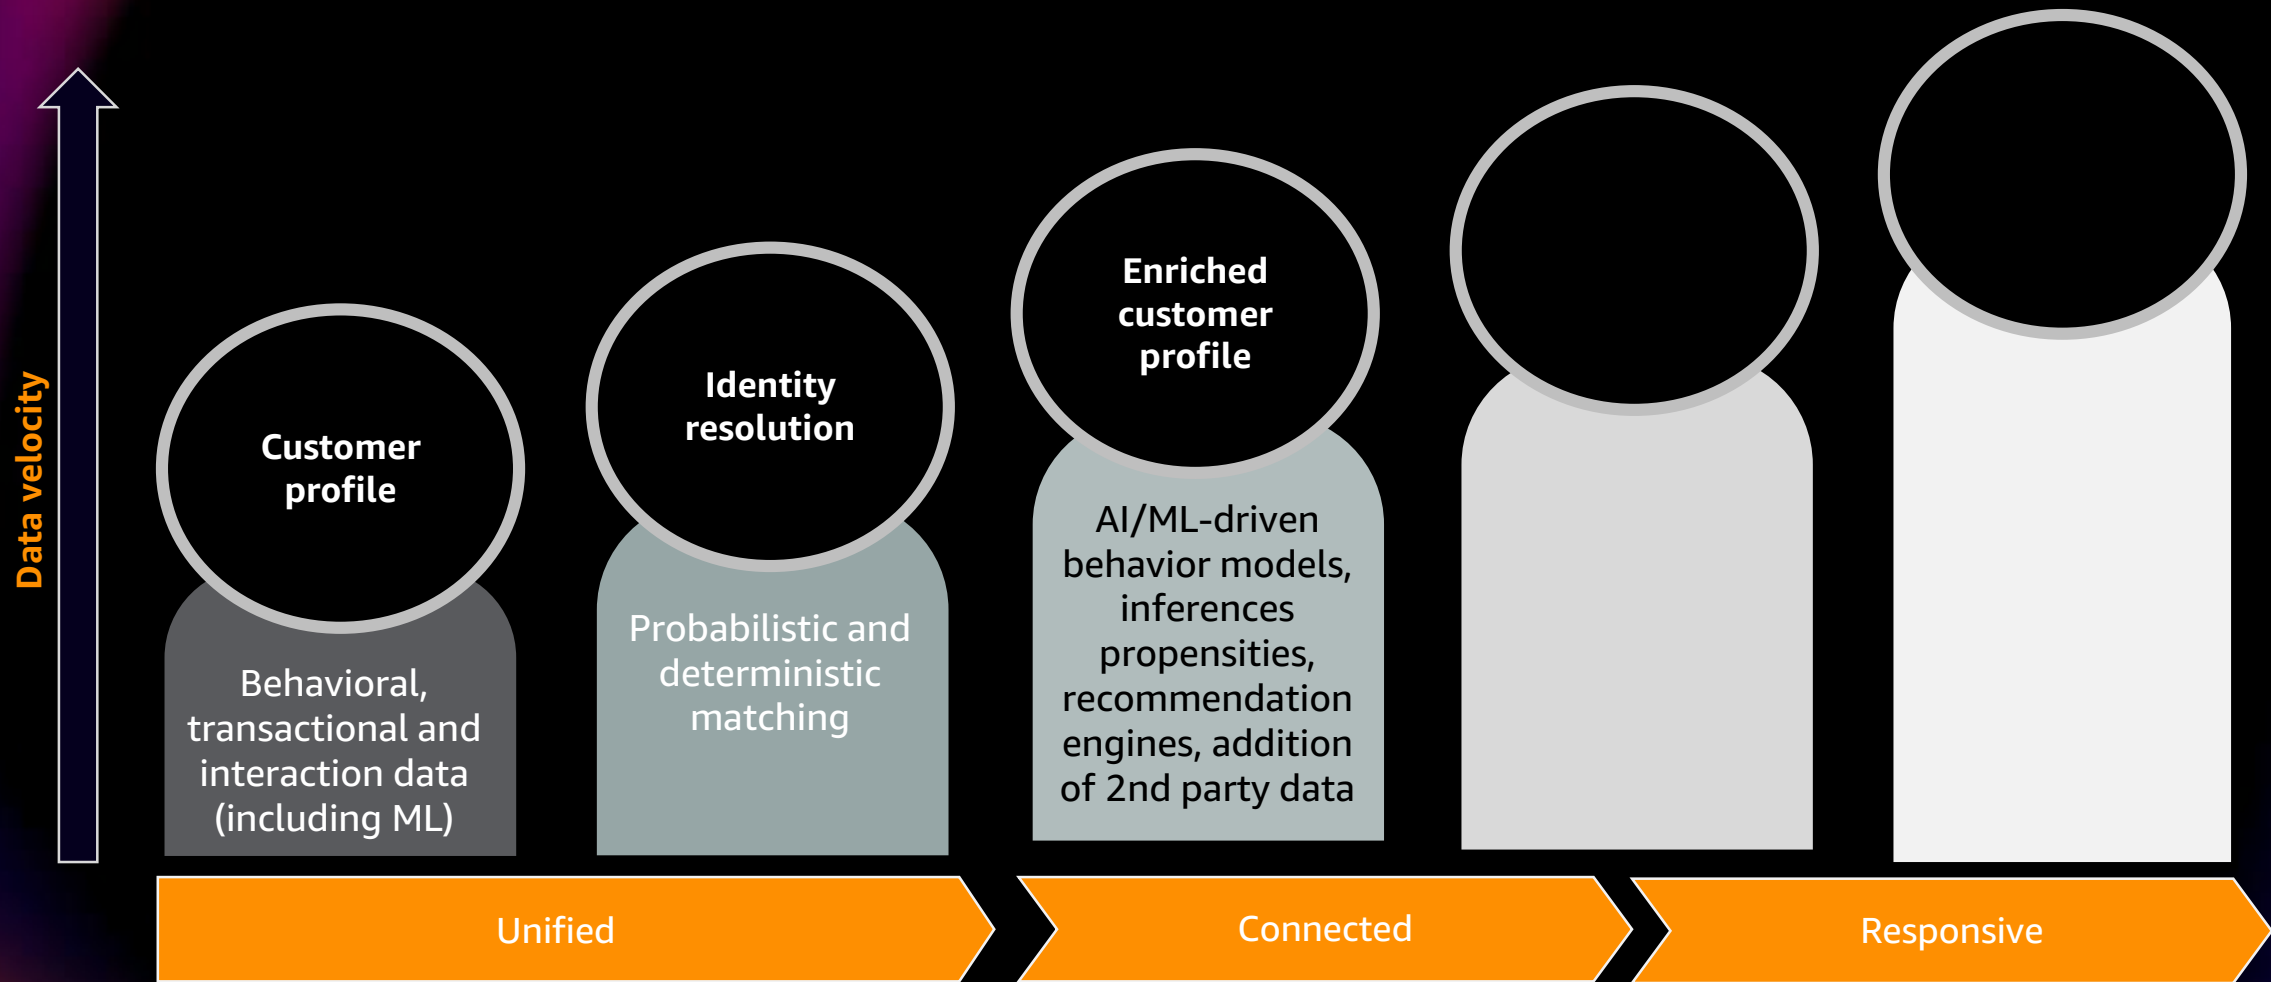 Data velocity
Customer
profile
Behavioral,
transactional and
interaction data
(including ML)
Identity
resolution
Probabilistic and
deterministic
matching
Enriched
customer
profile
AI/ML-driven
behavior models,
inferences
propensities,
recommendation
engines, addition
of 2nd party data
Unified
Connected
Responsive